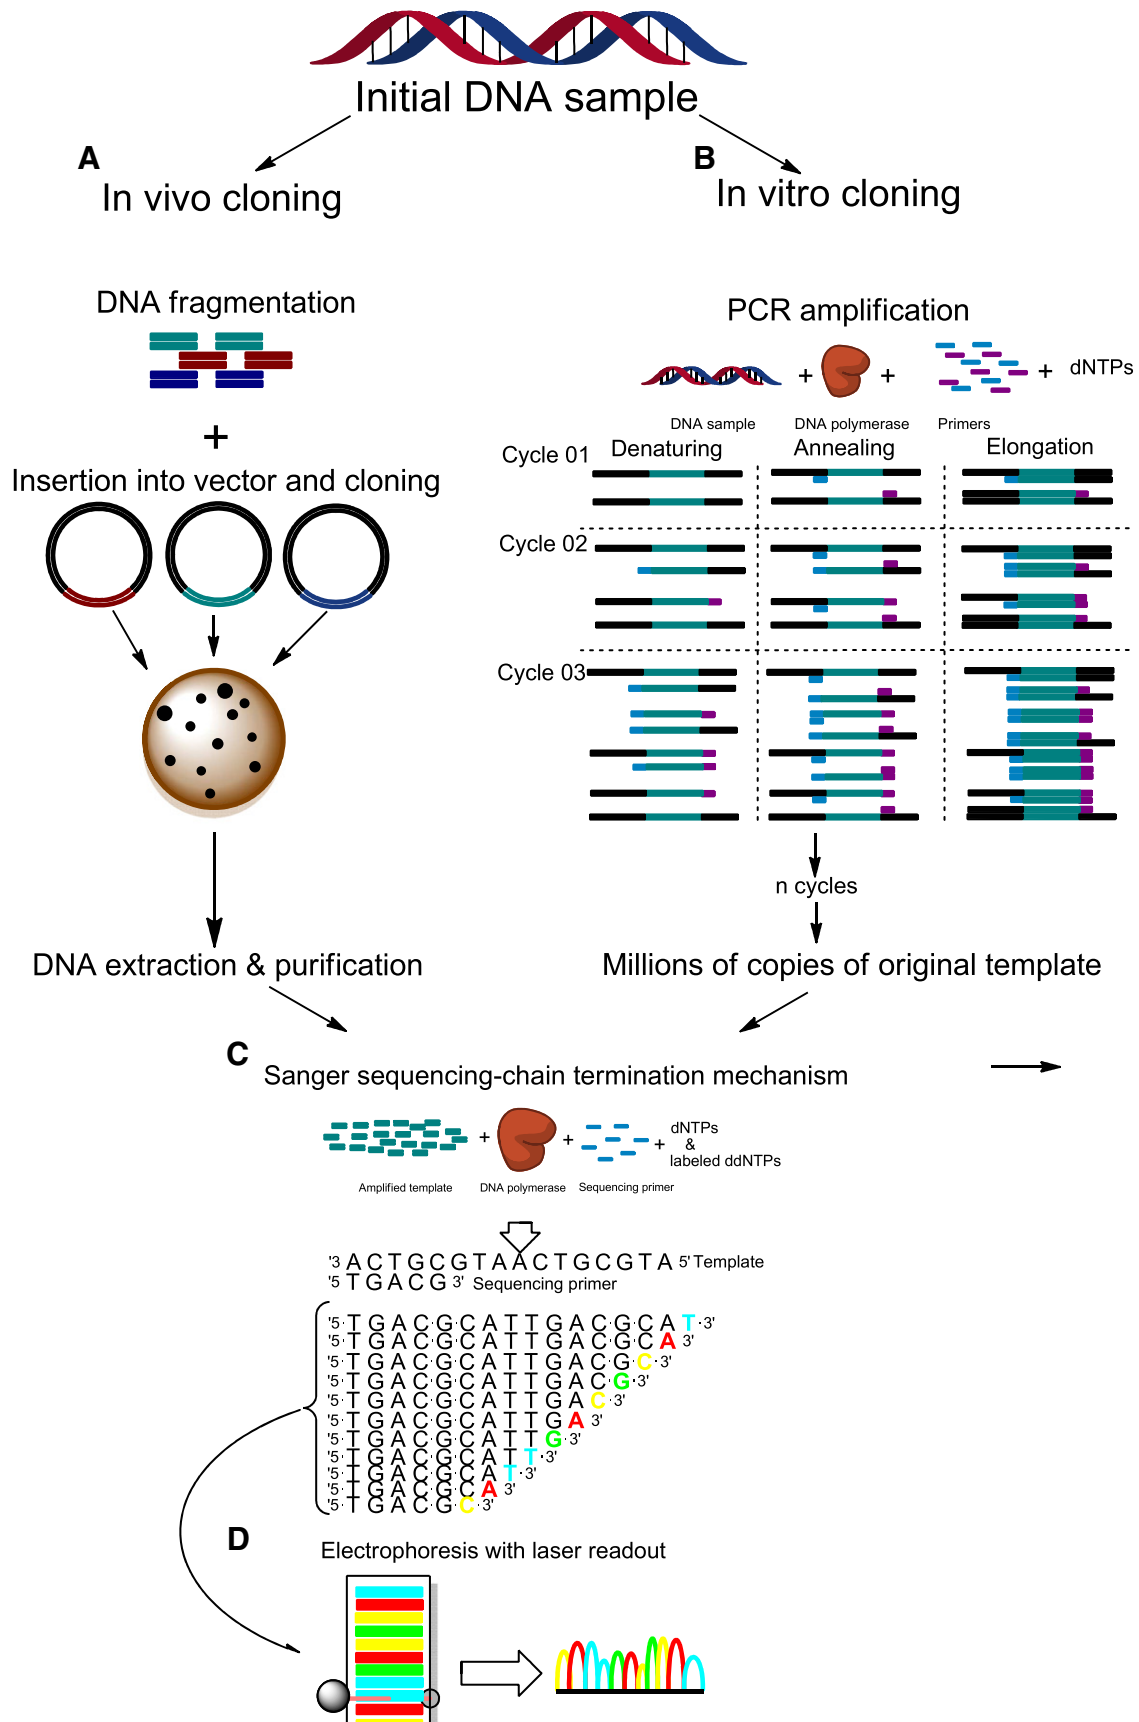 Initial DNA sample
A
In vivo cloning
B
In vitro cloning
DNA fragmentation
+
Insertion into vector and cloning
DNA extraction & purification
PCR amplification
+ + + dNTPs
DNA sample DNA polymerase Primers
Cycle 01 Denaturing Annealing Elongation
Cycle 02
Cycle 03
n cycles
Millions of copies of original template
C
Sanger sequencing-chain termination mechanism
+ + + dNTPs
&
labeled ddNTPs
Amplified template DNA polymerase Sequencing primer
'3 A C T G C G T A A C T G C G T A 5' Template
'5 T G A C G 3' Sequencing primer
'5 T G A C G C A T T G A C G C A T 3'
'5 T G A C G C A T T G A C G C A 3'
'5 T G A C G C A T T G A C G C 3'
'5 T G A C G C A T T G A C G 3'
'5 T G A C G C A T T G A C 3'
'5 T G A C G C A T T G A 3'
'5 T G A C G C A T T G 3'
'5 T G A C G C A T T 3'
'5 T G A C G C A T 3'
'5 T G A C G C A 3'
'5 T G A C G C 3'
D
Electrophoresis with laser readout